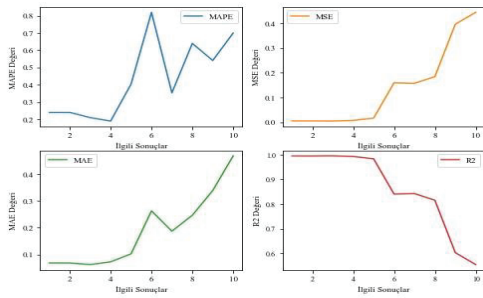 MAPE
MAPE Değeri
0.8
0.7
0.6
0.5
0.4
0.3
0.2
2 4 6 8 10
İlgili Sonuçlar
MSE
MSE Değeri
0.4
0.3
0.2
0.1
0.0
2 4 6 8 10
İlgili Sonuçlar
MAE
MAE Değeri
0.4
0.3
0.2
0.1
2 4 6 8 10
İlgili Sonuçlar
R2
R2 Değeri
1.0
0.9
0.8
0.7
0.6
2 4 6 8 10
İlgili Sonuçlar